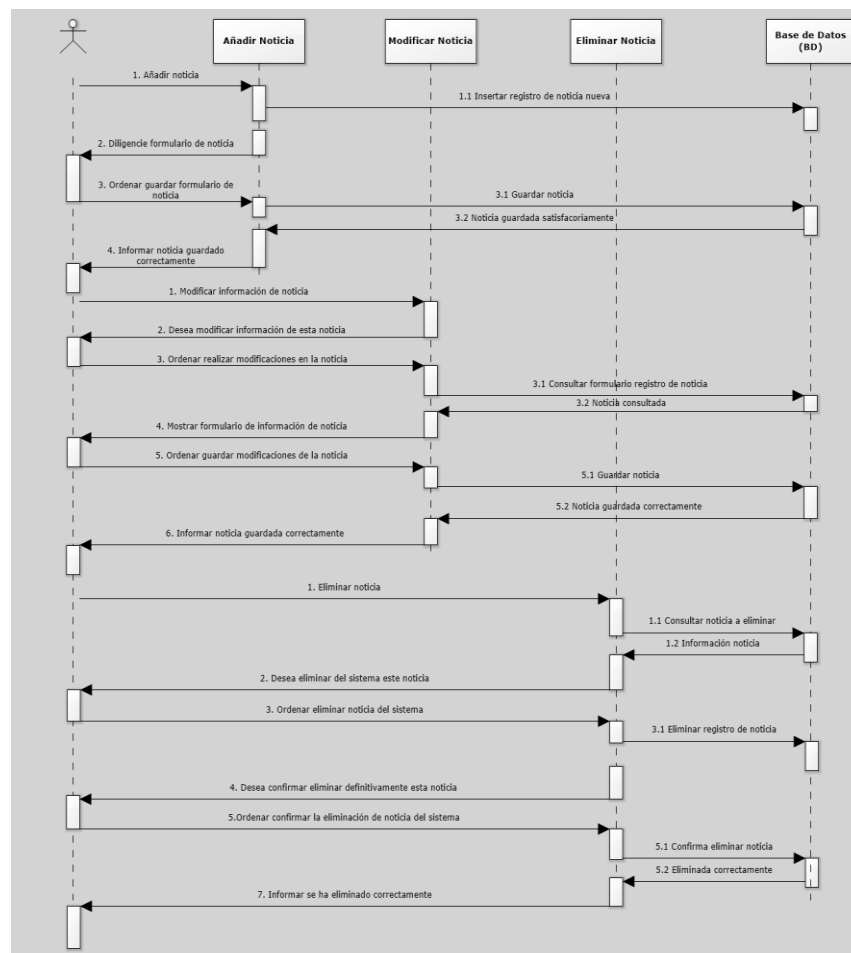 Añadir Noticia
Modificar Noticia
Eliminar Noticia
Base de Datos
(BD)
1. Añadir noticia
1.1 Insertar registro de noticia nueva
2. Diligencie formulario de noticia
3. Ordenar guardar formulario de
noticia
3.1 Guardar noticia
3.2 Noticia guardada satisfacoriamente
4. Informar noticia guardado
correctamente
1. Modificar información de noticia
2. Desea modificar información de esta noticia
3. Ordenar realizar modificaciones en la noticia
3.1 Consultar formulario registro de noticia
3.2 Noticia consultada
4. Mostrar formulario de información de noticia
5. Ordenar guardar modificaciones de la noticia
5.1 Guardar noticia
5.2 Noticia guardada correctamente
6. Informar noticia guardada correctamente
1. Eliminar noticia
1.1 Consultar noticia a eliminar
1.2 Información noticia
2. Desea eliminar del sistema este noticia
3. Ordenar eliminar noticia del sistema
3.1 Eliminar registro de noticia
4. Desea confirmar eliminar definitivamente esta noticia
5.Ordenar confirmar la eliminación de noticia del sistema
5.1 Confirma eliminar noticia
5.2 Eliminada correctamente
7. Informar se ha eliminado correctamente